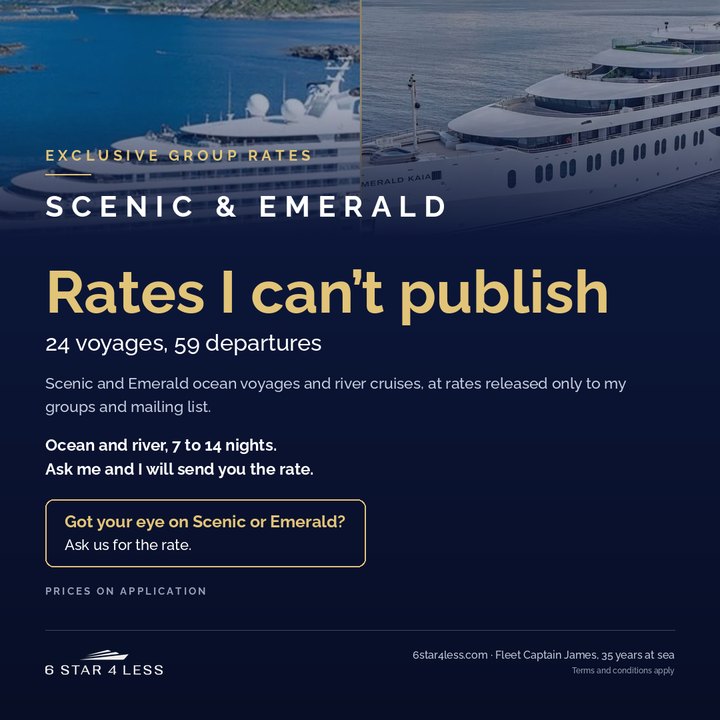 EXCLUSIVE GROUP RATES
EMERALD KAIA
SCENIC & EMERALD
Rates I can't publish
24 voyages, 59 departures
Scenic and Emerald ocean voyages and river cruises, at rates released only to my
groups and mailing list.
Ocean and river, 7 to 14 nights.
Ask me and I will send you the rate.
Got your eye on Scenic or Emerald?
Ask us for the rate.
PRICES ON APPLICATION
6 STAR 4 LESS
6star4less.com · Fleet Captain James, 35 years at sea
Terms and conditions apply